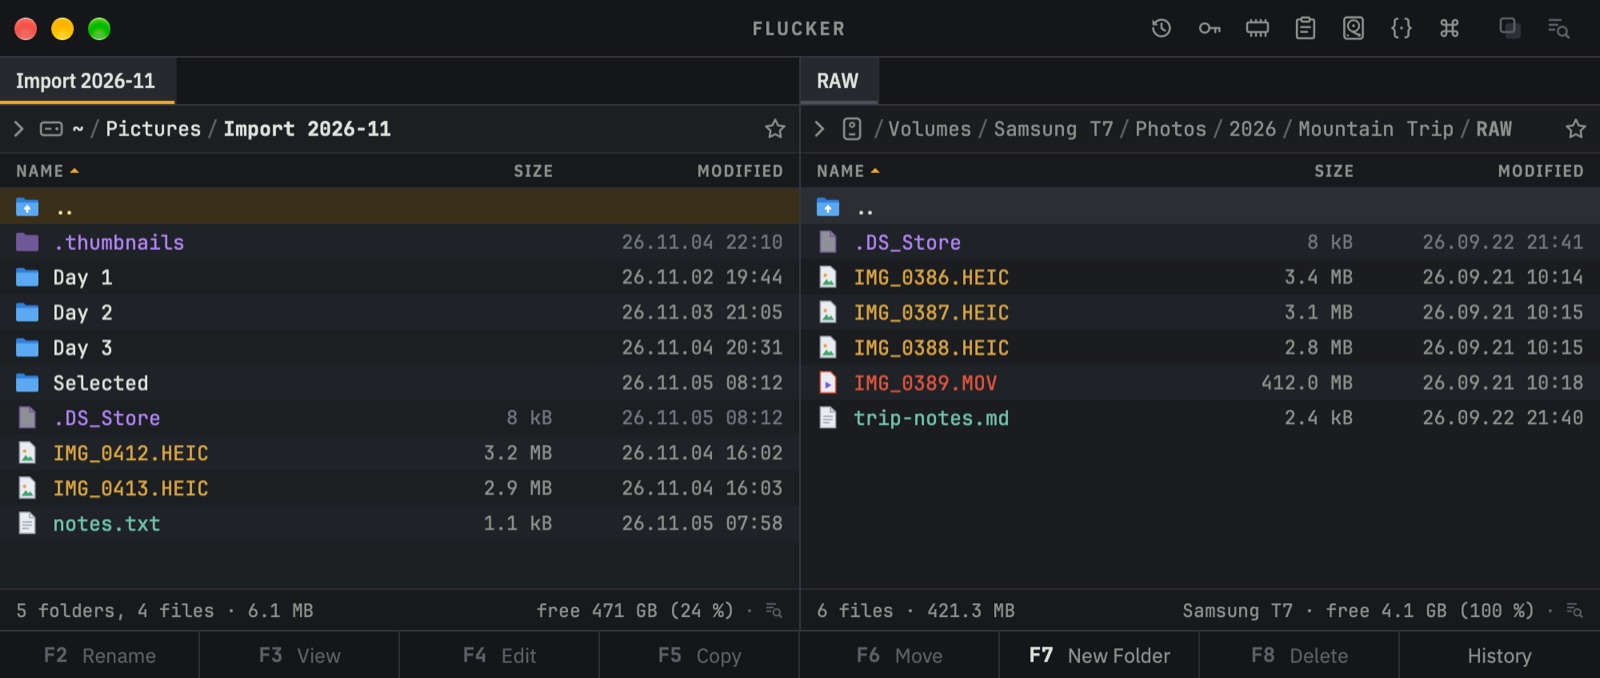 FLUCKER
Import 2026-11
~ / Pictures / Import 2026-11
NAME SIZE MODIFIED
..
.thumbnails 26.11.04 22:10
Day 1 26.11.02 19:44
Day 2 26.11.03 21:05
Day 3 26.11.04 20:31
Selected 26.11.05 08:12
.DS_Store 8 kB 26.11.05 08:12
IMG_0412.HEIC 3.2 MB 26.11.04 16:02
IMG_0413.HEIC 2.9 MB 26.11.04 16:03
notes.txt 1.1 kB 26.11.05 07:58
5 folders, 4 files · 6.1 MB free 471 GB (24 %) ·
RAW
/ Volumes / Samsung T7 / Photos / 2026 / Mountain Trip / RAW
NAME SIZE MODIFIED
..
.DS_Store 8 kB 26.09.22 21:41
IMG_0386.HEIC 3.4 MB 26.09.21 10:14
IMG_0387.HEIC 3.1 MB 26.09.21 10:15
IMG_0388.HEIC 2.8 MB 26.09.21 10:15
IMG_0389.MOV 412.0 MB 26.09.21 10:18
trip-notes.md 2.4 kB 26.09.22 21:40
6 files · 421.3 MB Samsung T7 · free 4.1 GB (100 %) ·
F2 Rename F3 View F4 Edit F5 Copy F6 Move F7 New Folder F8 Delete History